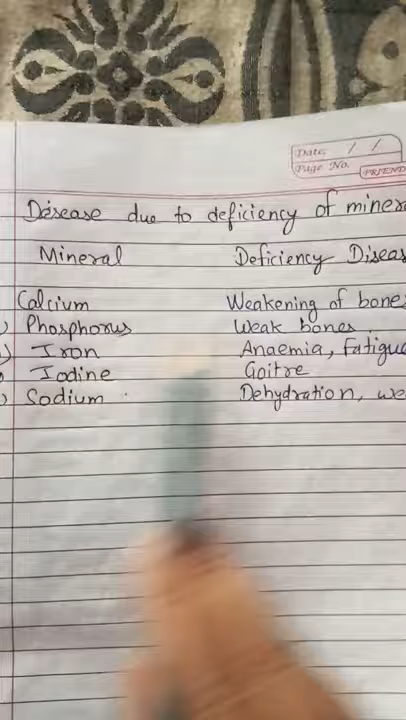 Date: / /
Page No.
PRIEND
Disease due to deficiency of miner
Mineral Deficiency Diseas
Calcium Weakening of bone
Phosphorus Weak bones.
Iron Anaemia, Fatigue
Iodine Goitre
Sodium Dehydration, we